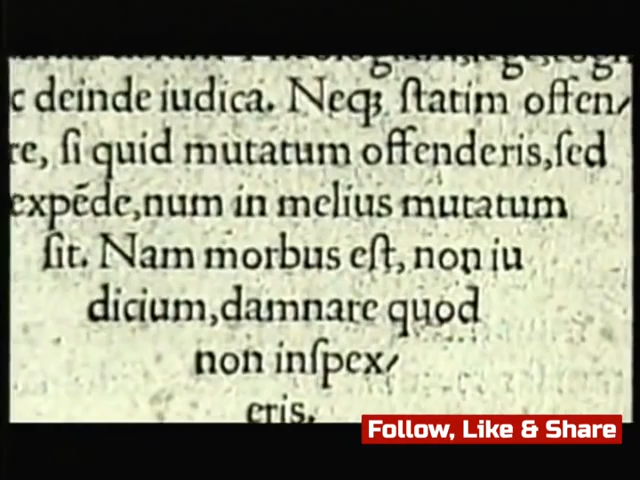 c deinde iudica. Neqꝫ ſtatim offen/
re, ſi quid mutatum offenderis,ſed
expēde,num in melius mutatum
ſit. Nam morbus eſt, non iu
dicium,damnare quod
non inſpex/
eris.
Follow, Like & Share